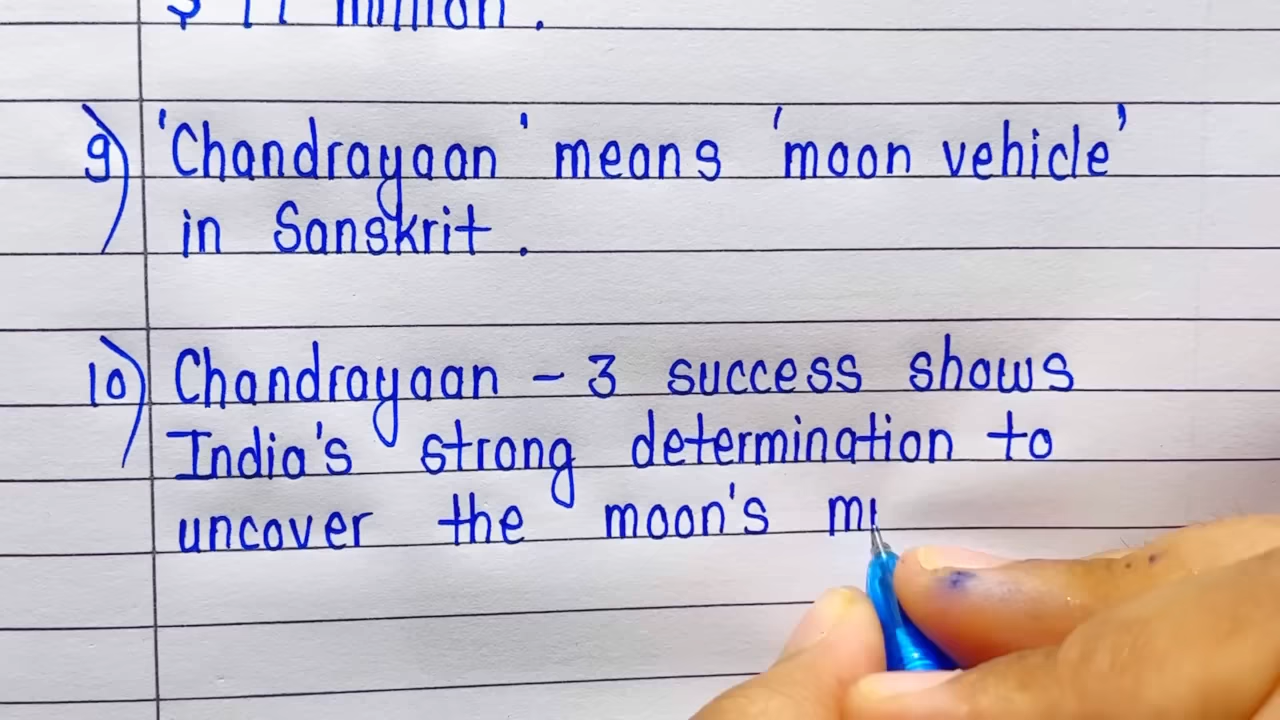 million.
9) 'Chandrayaan' means 'moon vehicle'
in Sanskrit.
10) Chandrayaan - 3 success shows
India's strong determination to
uncover the moon's